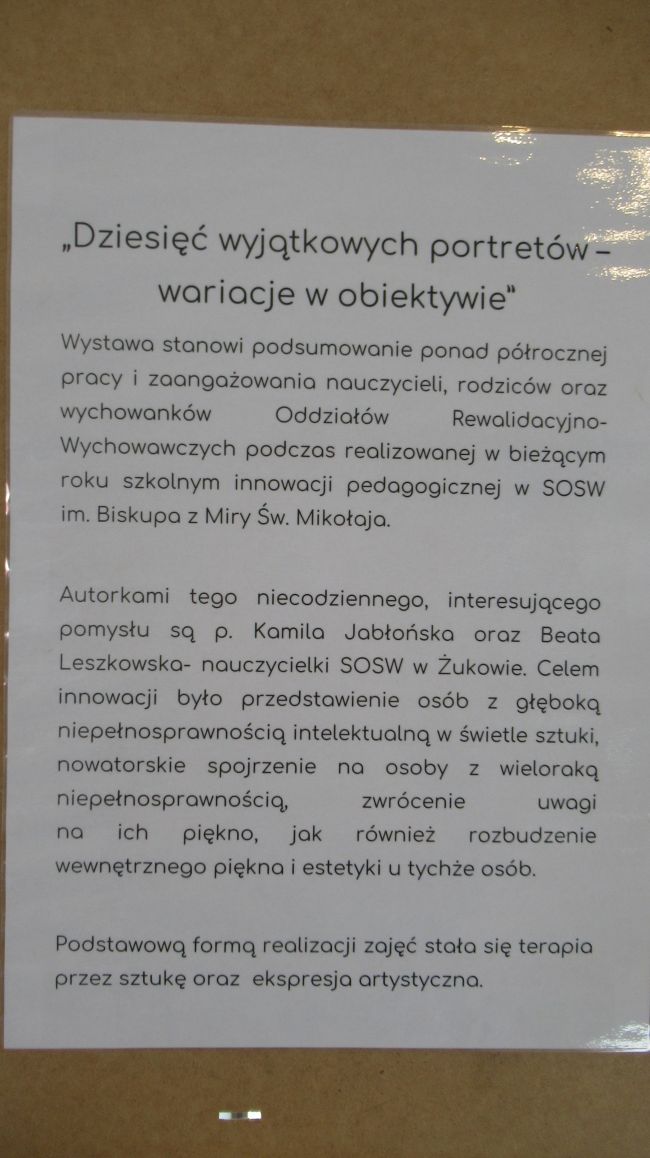 „Dziesięć wyjątkowych portretów –
wariacje w obiektywie"
Wystawa stanowi podsumowanie ponad półrocznej
pracy i zaangażowania nauczycieli, rodziców oraz
wychowanków Oddziałów Rewalidacyjno-
Wychowawczych podczas realizowanej w bieżącym
roku szkolnym innowacji pedagogicznej w SOSW
im. Biskupa z Miry Św. Mikołaja.
Autorkami tego niecodziennego, interesującego
pomysłu są p. Kamila Jabłońska oraz Beata
Leszkowska- nauczycielki SOSW w Żukowie. Celem
innowacji było przedstawienie osób z głęboką
niepełnosprawnością intelektualną w świetle sztuki,
nowatorskie spojrzenie na osoby z wieloraką
niepełnosprawnością, zwrócenie uwagi
na ich piękno, jak również rozbudzenie
wewnętrznego piękna i estetyki u tychże osób.
Podstawową formą realizacji zajęć stała się terapia
przez sztukę oraz ekspresja artystyczna.